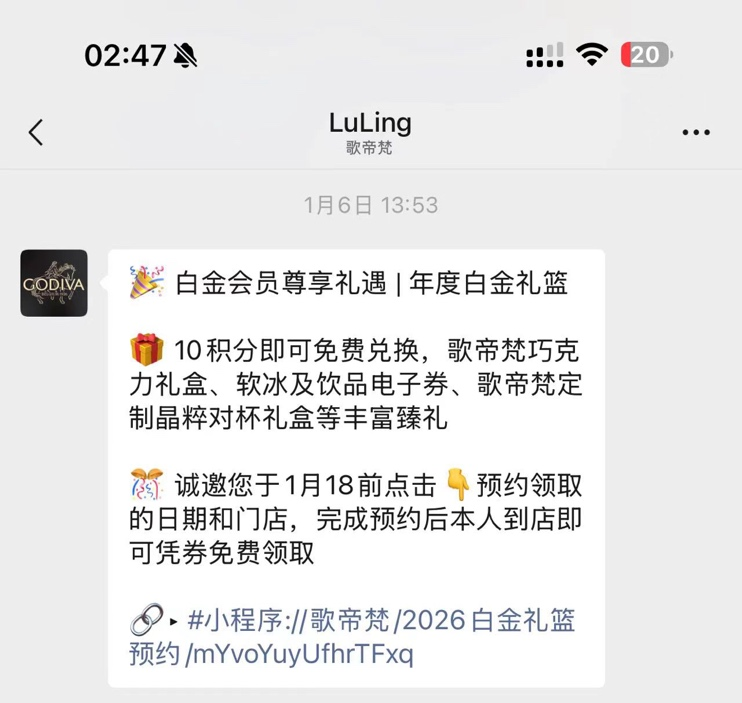 02:47
20
LuLing
歌帝梵
1月6日 13:53
GODIVA
🎉 白金会员尊享礼遇 | 年度白金礼篮
🎁 10积分即可免费兑换，歌帝梵巧克
力礼盒、软冰及饮品电子券、歌帝梵定
制晶粹对杯礼盒等丰富臻礼
🎊 诚邀您于1月18前点击👇预约领取
的日期和门店，完成预约后本人到店即
可凭券免费领取
🔗▸ #小程序://歌帝梵/2026白金礼篮
预约/mYvoYuyUfhrTFxq